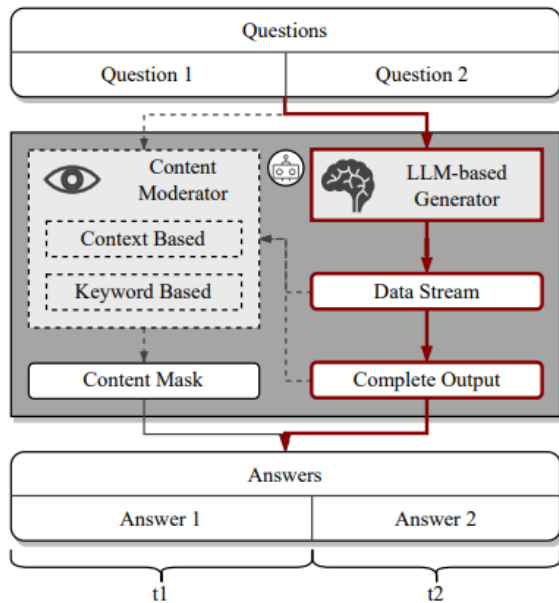 Questions
Question 1
Question 2
Content
Moderator
Context Based
Keyword Based
Content Mask
LLM-based
Generator
Data Stream
Complete Output
Answers
Answer 1
Answer 2
t1
t2